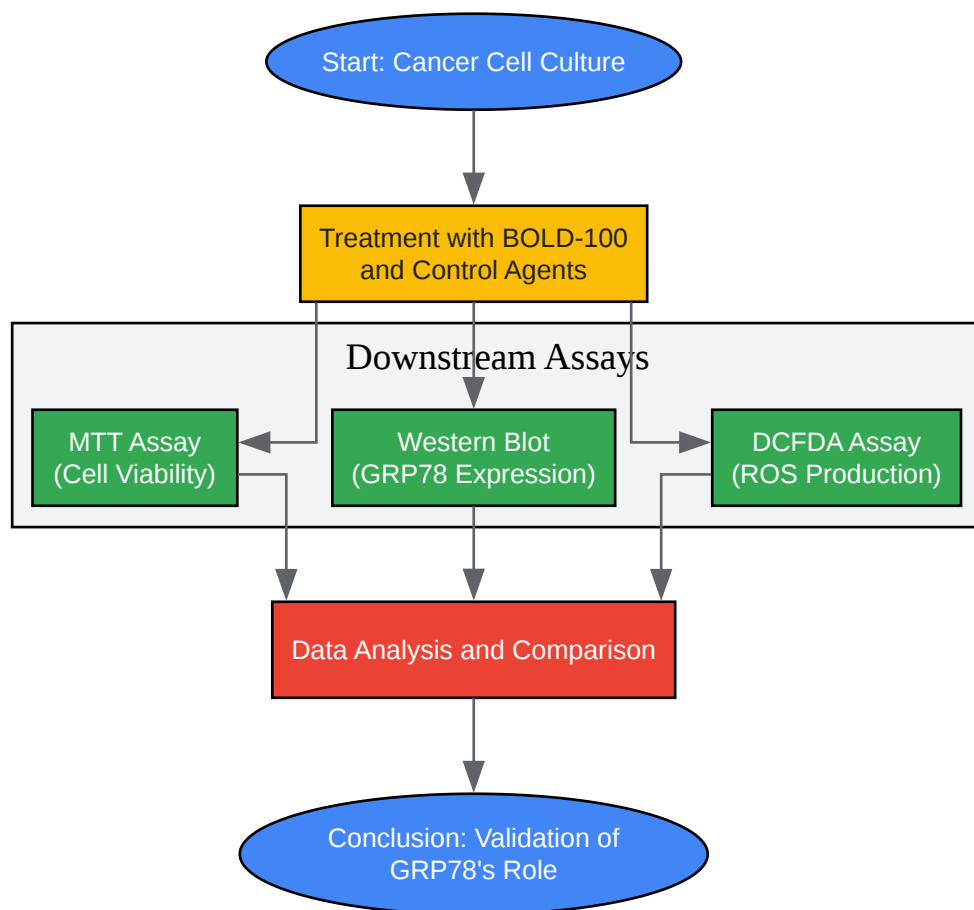 Start: Cancer Cell Culture
Treatment with BOLD-100
and Control Agents
Downstream Assays
MTT Assay
(Cell Viability)
Western Blot
(GRP78 Expression)
DCFDA Assay
(ROS Production)
Data Analysis and Comparison
Conclusion: Validation of
GRP78's Role